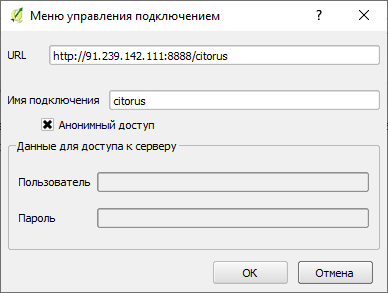 Меню управления подключением ? ×
URL http://91.239.142.111:8888/citorus
Имя подключения citorus
Анонимный доступ
Данные для доступа к серверу
Пользователь
Пароль
OK Отмена